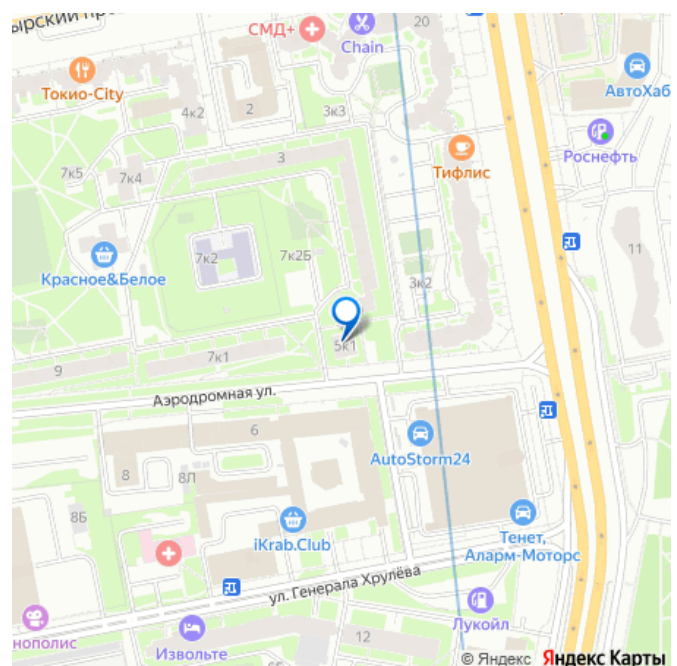 ырский пр
СМД+
Chain
20
АвтоХаб
Токио-City
4к2
2
3к3
Роснефть
Тифлис
3
7к5
7к4
11
7к2
7к2Б
Красное&Белое
3к2
5к1
7к1
9
Аэродромная ул.
6
AutoStorm24
8
8Л
8Б
iKrab.Club
Тенет,
Аларм-Моторс
ул. Генерала Хрулёва
нополис
Извольте
12
Лукойл
© Яндекс Яндекс Карты